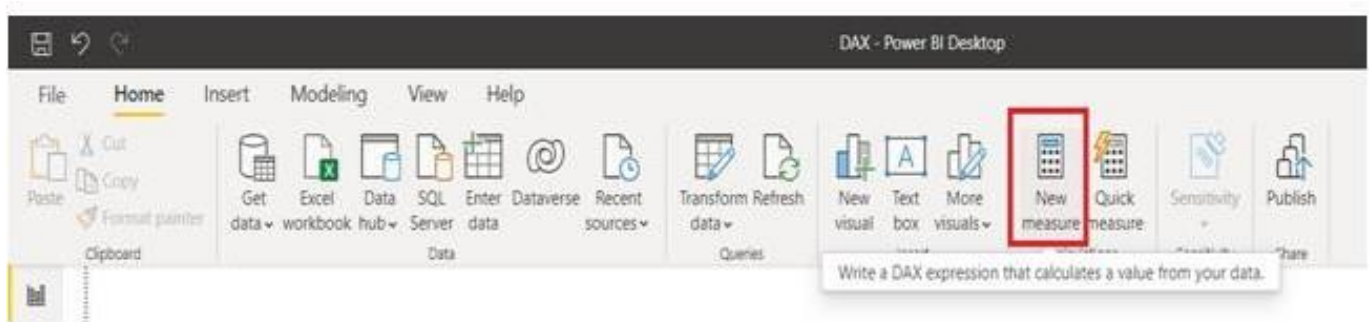 DAX - Power BI Desktop
File Home Insert Modeling View Help
Paste
Cut
Copy
Format painter
Clipboard
Get data
Excel workbook
Data hub
SQL Server
Enter data
Dataverse
Recent sources
Data
Transform data
Refresh
Queries
New visual
Text box
More visuals
New measure
Quick measure
Sensitivity
Publish
Share
Write a DAX expression that calculates a value from your data.